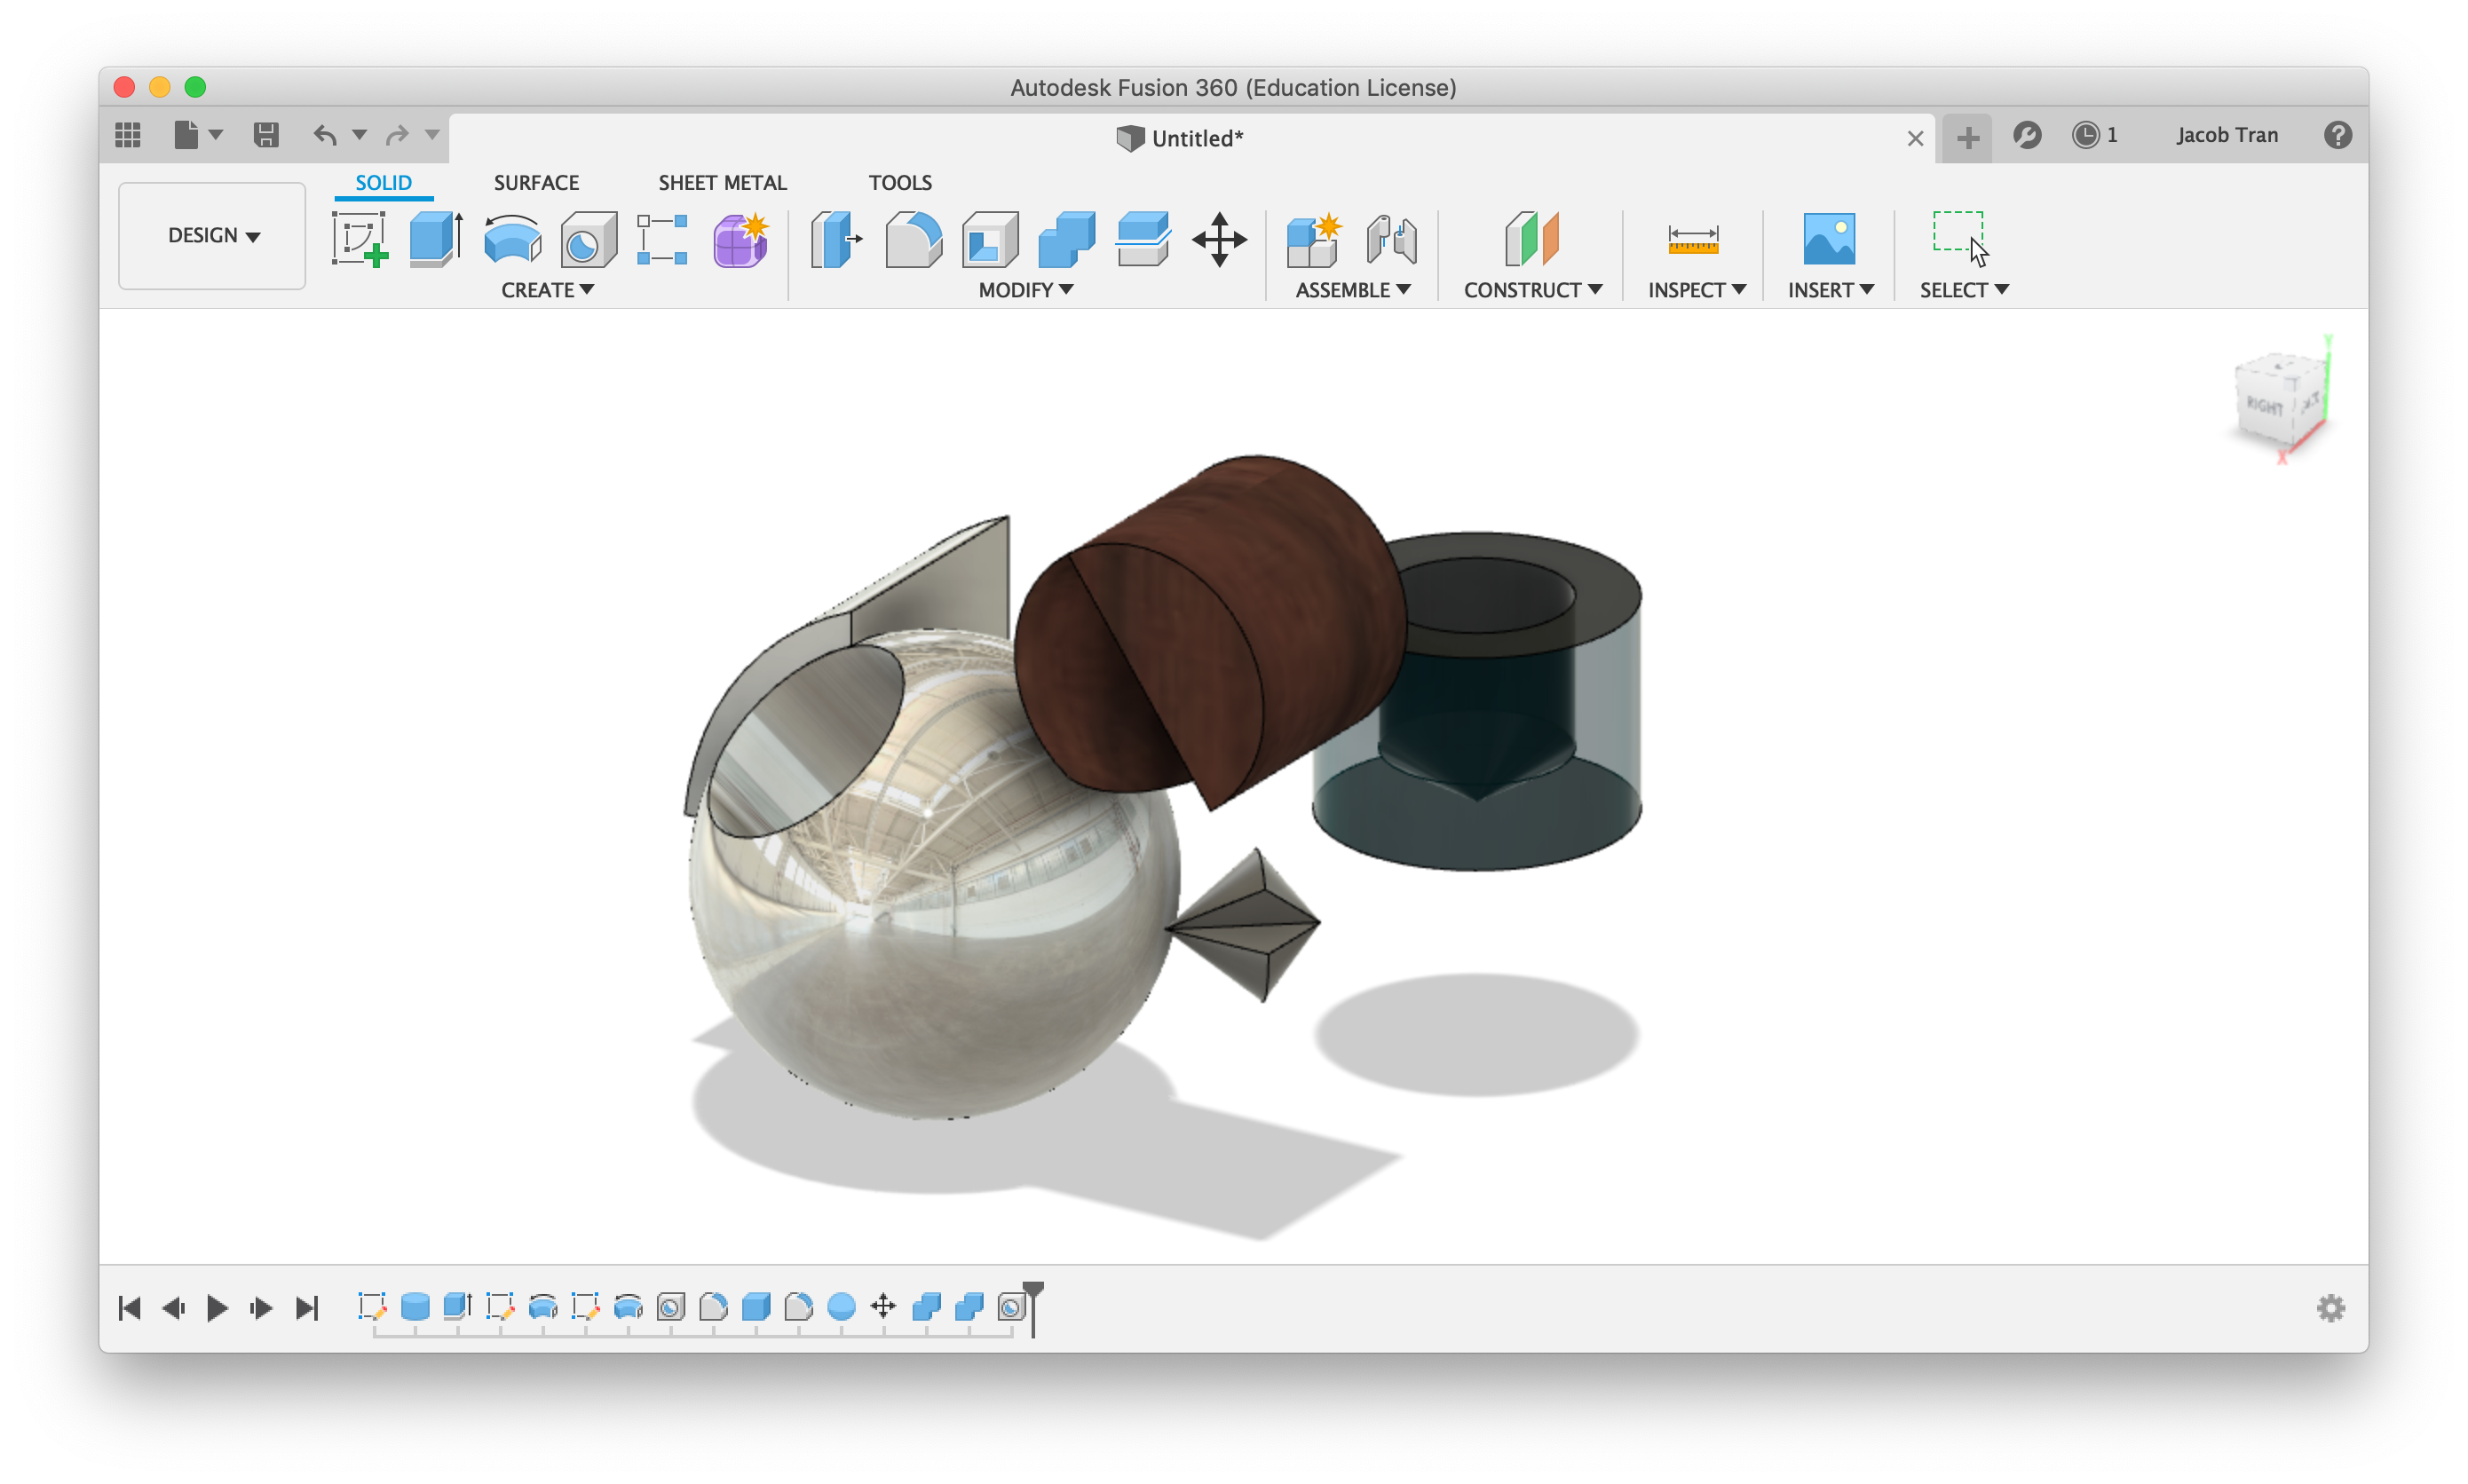 Autodesk Fusion 360 (Education License)
Untitled*
1
Jacob Tran
SOLID
SURFACE
SHEET METAL
TOOLS
DESIGN
CREATE
MODIFY
ASSEMBLE
CONSTRUCT
INSPECT
INSERT
SELECT
Y
RIGHT
X